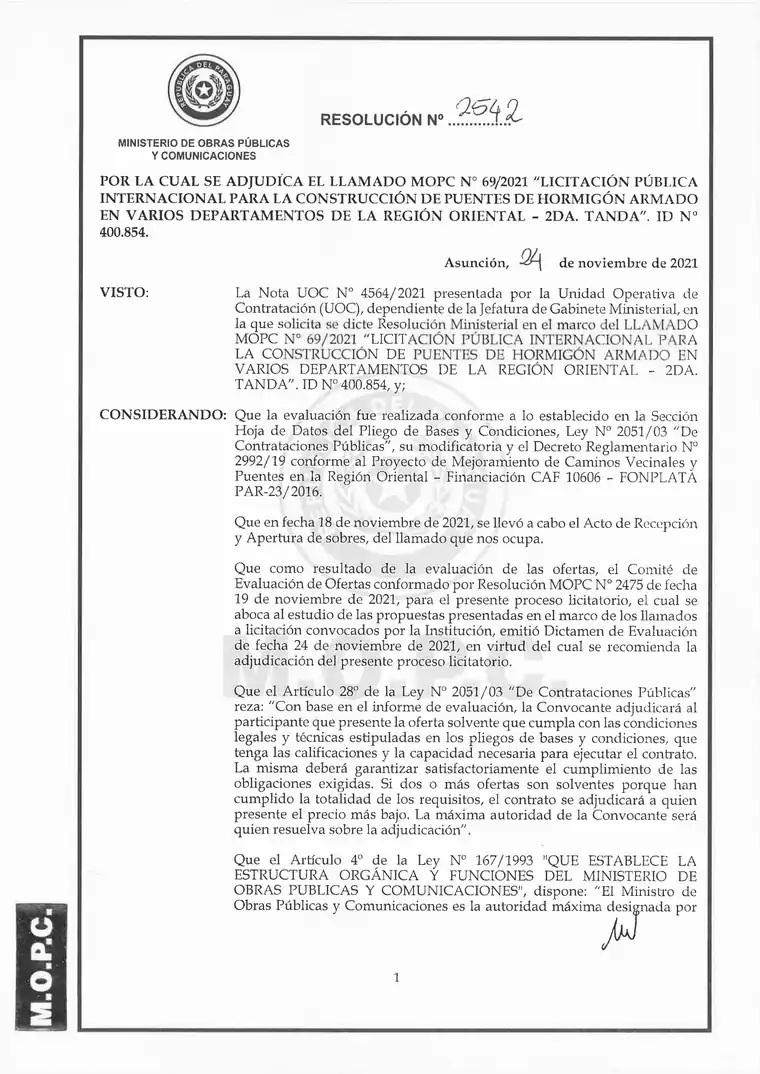 REPUBLICA DEL PARAGUAY
RESOLUCIÓN Nº 2542
MINISTERIO DE OBRAS PÚBLICAS
Y COMUNICACIONES
POR LA CUAL SE ADJUDICA EL LLAMADO MOPC N° 69/2021 "LICITACIÓN PÚBLICA
INTERNACIONAL PARA LA CONSTRUCCIÓN DE PUENTES DE HORMIGÓN ARMADO
EN VARIOS DEPARTAMENTOS DE LA REGIÓN ORIENTAL – 2DA. TANDA". ID Nº
400.854.
Asunción, 24 de noviembre de 2021
VISTO: La Nota UOC N° 4564/2021 presentada por la Unidad Operativa de
Contratación (UOC), dependiente de la Jefatura de Gabinete Ministerial, en
la que solicita se dicte Resolución Ministerial en el marco del LLAMADO
MOPC N° 69/2021 "LICITACIÓN PÚBLICA INTERNACIONAL PARA
LA CONSTRUCCIÓN DE PUENTES DE HORMIGÓN ARMADO EN
VARIOS DEPARTAMENTOS DE LA REGIÓN ORIENTAL – 2DA.
TANDA". ID Nº 400.854, y;
CONSIDERANDO: Que la evaluación fue realizada conforme a lo establecido en la Sección
Hoja de Datos del Pliego de Bases y Condiciones, Ley N° 2051/03 "De
Contrataciones Públicas", su modificatoria y el Decreto Reglamentario Nº
2992/19 conforme al Proyecto de Mejoramiento de Caminos Vecinales y
Puentes en la Región Oriental – Financiación CAF 10606 – FONPLATA
PAR-23/2016.
Que en fecha 18 de noviembre de 2021, se llevó a cabo el Acto de Recepción
y Apertura de sobres, del llamado que nos ocupa.
Que como resultado de la evaluación de las ofertas, el Comité de
Evaluación de Ofertas conformado por Resolución MOPC N° 2475 de fecha
19 de noviembre de 2021, para el presente proceso licitatorio, el cual se
aboca al estudio de las propuestas presentadas en el marco de los llamados
a licitación convocados por la Institución, emitió Dictamen de Evaluación
de fecha 24 de noviembre de 2021, en virtud del cual se recomienda la
adjudicación del presente proceso licitatorio.
Que el Artículo 28º de la Ley N° 2051/03 "De Contrataciones Públicas"
reza: "Con base en el informe de evaluación, la Convocante adjudicará al
participante que presente la oferta solvente que cumpla con las condiciones
legales y técnicas estipuladas en los pliegos de bases y condiciones, que
tenga las calificaciones y la capacidad necesaria para ejecutar el contrato.
La misma deberá garantizar satisfactoriamente el cumplimiento de las
obligaciones exigidas. Si dos o más ofertas son solventes porque han
cumplido la totalidad de los requisitos, el contrato se adjudicará a quien
presente el precio más bajo. La máxima autoridad de la Convocante será
quien resuelva sobre la adjudicación".
Que el Artículo 4º de la Ley Nº 167/1993 "QUE ESTABLECE LA
ESTRUCTURA ORGÁNICA Y FUNCIONES DEL MINISTERIO DE
OBRAS PUBLICAS Y COMUNICACIONES", dispone: "El Ministro de
Obras Públicas y Comunicaciones es la autoridad máxima designada por
M.O.P.C.
M.O.P.C.
1